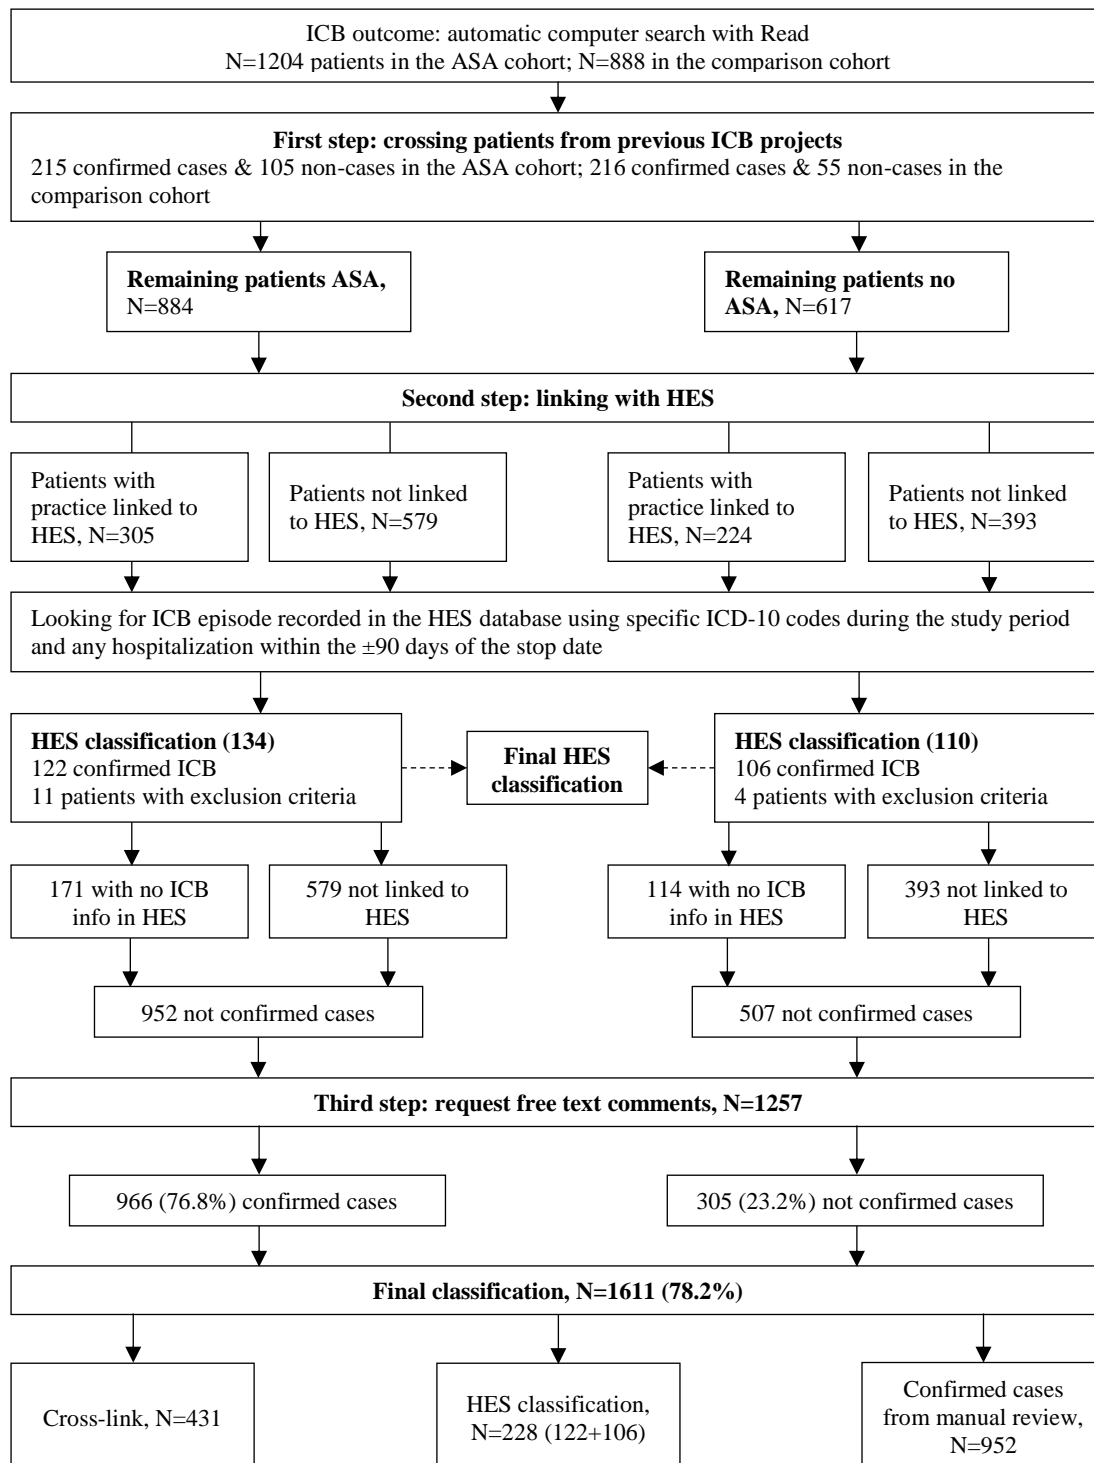 ICB outcome: automatic computer search with Read
N=1204 patients in the ASA cohort; N=888 in the comparison cohort
First step: crossing patients from previous ICB projects
215 confirmed cases & 105 non-cases in the ASA cohort; 216 confirmed cases & 55 non-cases in the
comparison cohort
Remaining patients ASA,
N=884
Remaining patients no
ASA, N=617
Second step: linking with HES
Patients with
practice linked to
HES, N=305
Patients not linked
to HES, N=579
Patients with
practice linked to
HES, N=224
Patients not linked
to HES, N=393
Looking for ICB episode recorded in the HES database using specific ICD-10 codes during the study period
and any hospitalization within the ±90 days of the stop date
HES classification (134)
122 confirmed ICB
11 patients with exclusion criteria
Final HES
classification
HES classification (110)
106 confirmed ICB
4 patients with exclusion criteria
171 with no ICB
info in HES
579 not linked to
HES
114 with no ICB
info in HES
393 not linked to
HES
952 not confirmed cases
507 not confirmed cases
Third step: request free text comments, N=1257
966 (76.8%) confirmed cases
305 (23.2%) not confirmed cases
Final classification, N=1611 (78.2%)
Cross-link, N=431
HES classification,
N=228 (122+106)
Confirmed cases
from manual review,
N=952